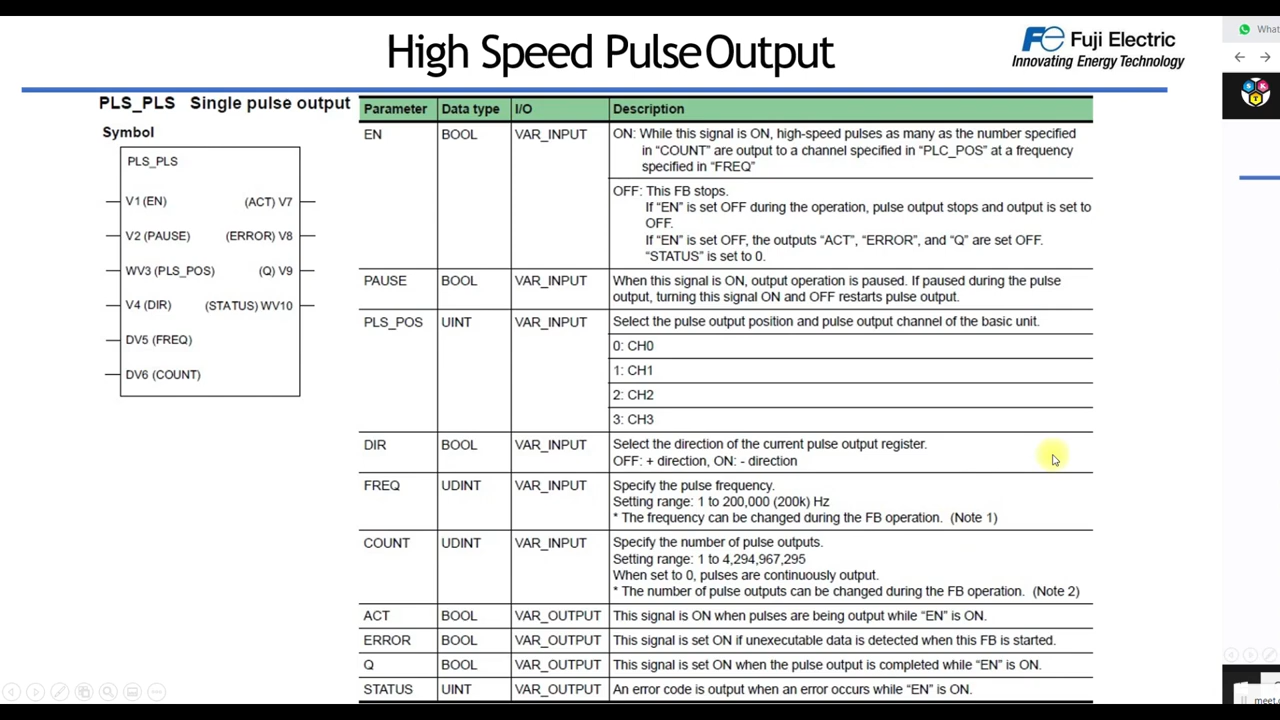 High Speed Pulse Output
Fe Fuji Electric
Innovating Energy Technology
What
PLS_PLS Single pulse output
Symbol
PLS_PLS
V1 (EN) (ACT) V7
V2 (PAUSE) (ERROR) V8
WV3 (PLS_POS) (Q) V9
V4 (DIR) (STATUS) WV10
DV5 (FREQ)
DV6 (COUNT)
Parameter Data type I/O Description
EN BOOL VAR_INPUT ON: While this signal is ON, high-speed pulses as many as the number specified
in “COUNT” are output to a channel specified in “PLC_POS” at a frequency
specified in “FREQ”
OFF: This FB stops.
If “EN” is set OFF during the operation, pulse output stops and output is set to
OFF.
If “EN” is set OFF, the outputs “ACT”, “ERROR”, and “Q” are set OFF.
“STATUS” is set to 0.
PAUSE BOOL VAR_INPUT When this signal is ON, output operation is paused. If paused during the pulse
output, turning this signal ON and OFF restarts pulse output.
PLS_POS UINT VAR_INPUT Select the pulse output position and pulse output channel of the basic unit.
0: CH0
1: CH1
2: CH2
3: CH3
DIR BOOL VAR_INPUT Select the direction of the current pulse output register.
OFF: + direction, ON: - direction
FREQ UDINT VAR_INPUT Specify the pulse frequency.
Setting range: 1 to 200,000 (200k) Hz
* The frequency can be changed during the FB operation. (Note 1)
COUNT UDINT VAR_INPUT Specify the number of pulse outputs.
Setting range: 1 to 4,294,967,295
When set to 0, pulses are continuously output.
* The number of pulse outputs can be changed during the FB operation. (Note 2)
ACT BOOL VAR_OUTPUT This signal is ON when pulses are being output while “EN” is ON.
ERROR BOOL VAR_OUTPUT This signal is set ON if unexecutable data is detected when this FB is started.
Q BOOL VAR_OUTPUT This signal is set ON when the pulse output is completed while “EN” is ON.
STATUS UINT VAR_OUTPUT An error code is output when an error occurs while “EN” is ON.
S K
T
meet.c